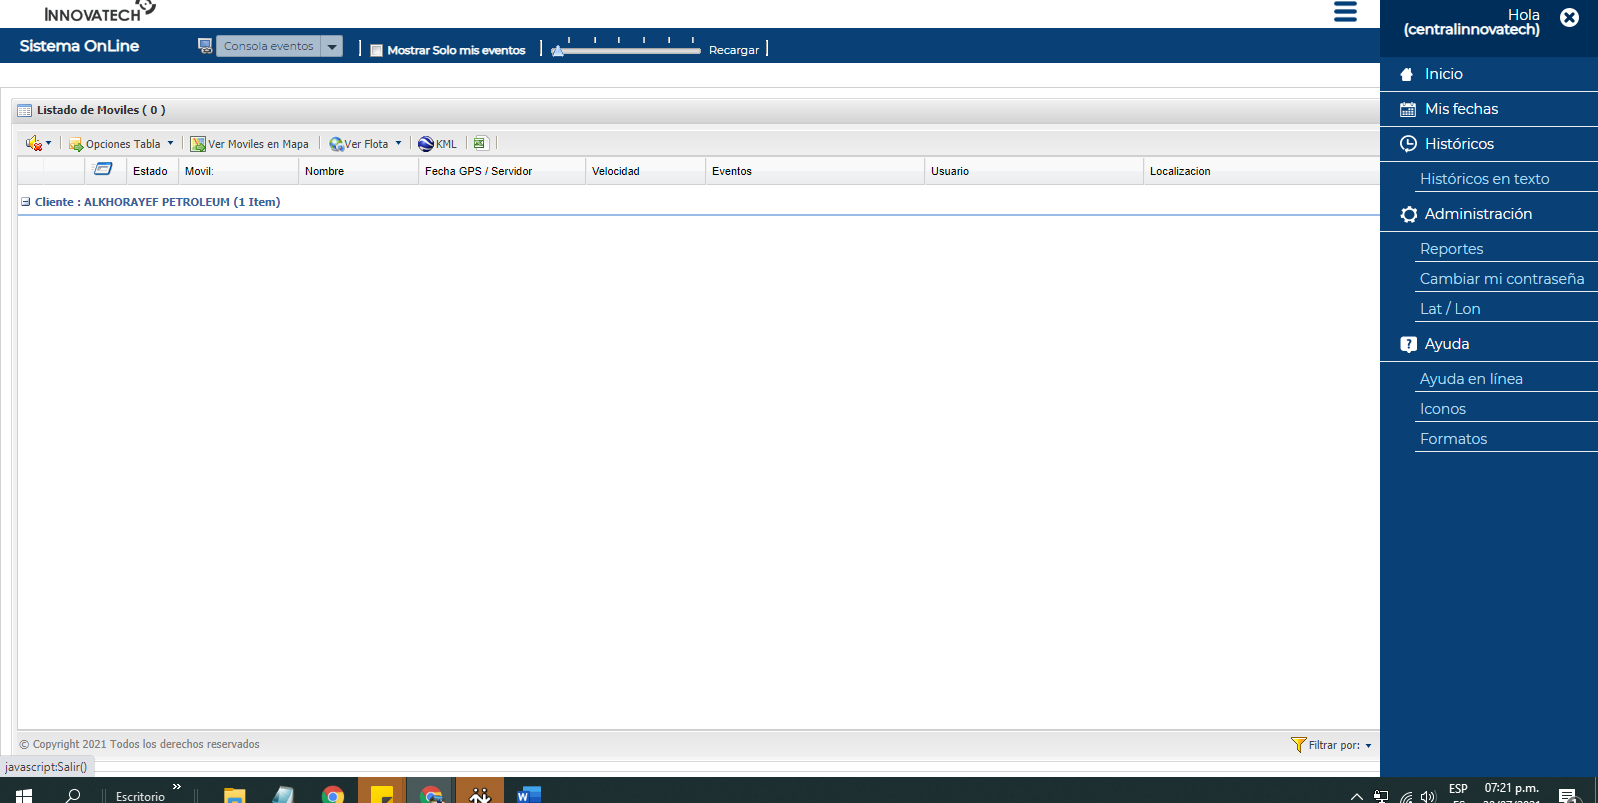 INNOVATECH
Hola
(centralinnovatech)
Sistema OnLine
Consola eventos
Mostrar Solo mis eventos
Recargar
Inicio
Mis fechas
Históricos
Históricos en texto
Administración
Reportes
Cambiar mi contraseña
Lat / Lon
Ayuda
Ayuda en línea
Iconos
Formatos
Listado de Moviles ( 0 )
Opciones Tabla
Ver Moviles en Mapa
Ver Flota
KML
Estado
Movil:
Nombre
Fecha GPS / Servidor
Velocidad
Eventos
Usuario
Localizacion
Cliente : ALKHORAYEF PETROLEUM (1 Item)
© Copyright 2021 Todos los derechos reservados
Filtrar por:
javascript:Salir()
Escritorio
ESP
07:21 p.m.